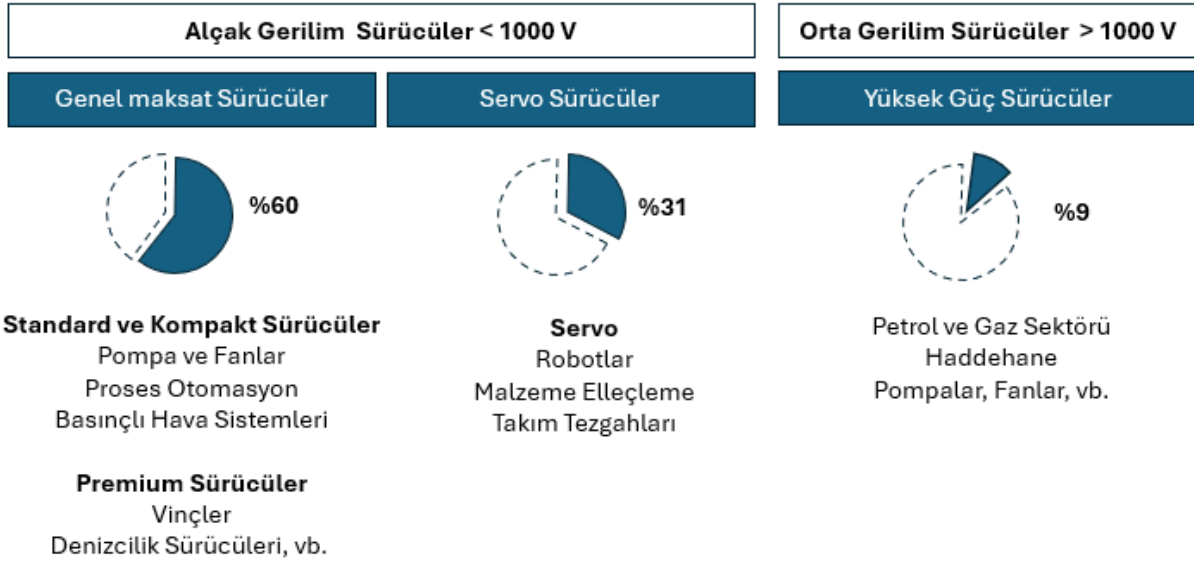 Alçak Gerilim Sürücüler < 1000 V
Orta Gerilim Sürücüler > 1000 V
Genel maksat Sürücüler
Servo Sürücüler
Yüksek Güç Sürücüler
%60
%31
%9
Standard ve Kompakt Sürücüler
Pompa ve Fanlar
Proses Otomasyon
Basınçlı Hava Sistemleri
Premium Sürücüler
Vinçler
Denizcilik Sürücüleri, vb.
Servo
Robotlar
Malzeme Elleçleme
Takım Tezgahları
Petrol ve Gaz Sektörü
Haddehane
Pompalar, Fanlar, vb.